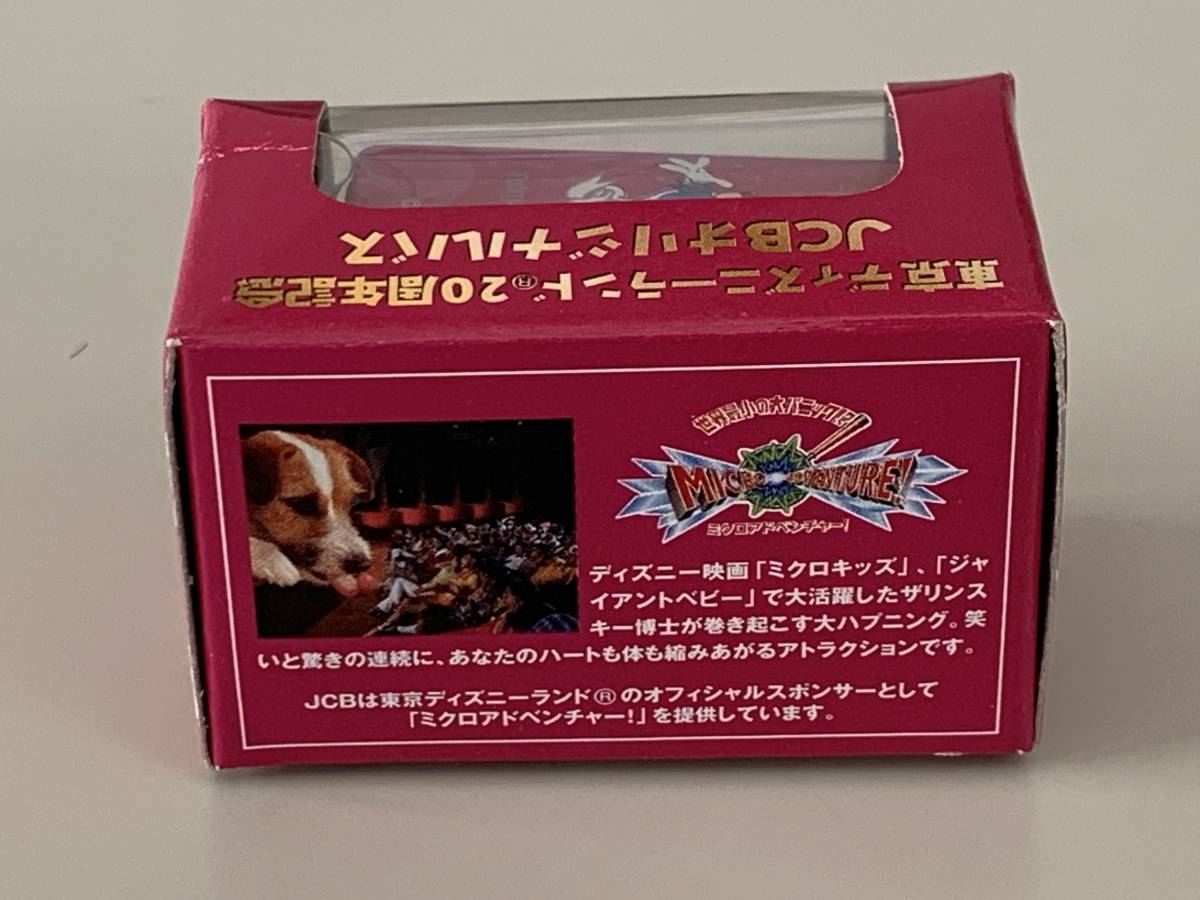 東京ディズニーランド®20周年記念
JCBオリジナルバス
世界最小の大パニック!?
MICRO ADVENTURE!
ミクロアドベンチャー!
ディズニー映画「ミクロキッズ」、「ジャ
イアントベビー」で大活躍したザリンス
キー博士が巻き起こす大ハプニング。笑
いと驚きの連続に、あなたのハートも体も縮みあがるアトラクションです。
JCBは東京ディズニーランド®のオフィシャルスポンサーとして
「ミクロアドベンチャー!」を提供しています。